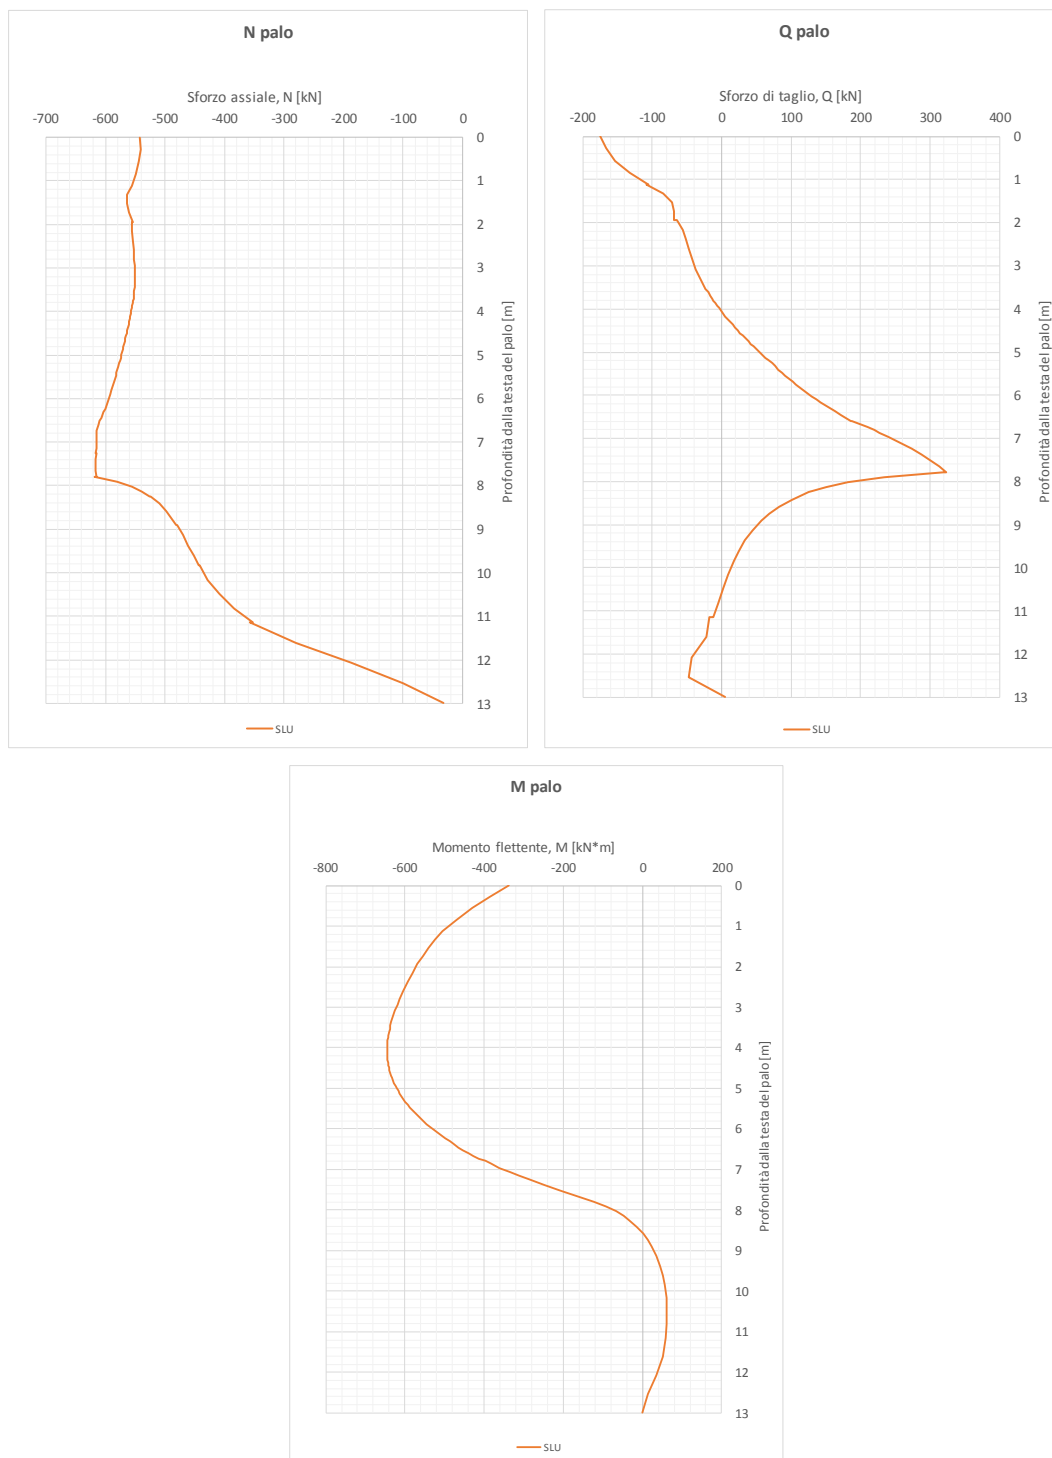 N palo
Sforzo assiale, N [kN]
-700 -600 -500 -400 -300 -200 -100 0
0
1
2
3
4
5
6
7
8
9
10
11
12
13
Profondità dalla testa del palo [m]
SLU
Q palo
Sforzo di taglio, Q [kN]
-200 -100 0 100 200 300 400
0
1
2
3
4
5
6
7
8
9
10
11
12
13
Profondità dalla testa del palo [m]
SLU
M palo
Momento flettente, M [kN*m]
-800 -600 -400 -200 0 200
0
1
2
3
4
5
6
7
8
9
10
11
12
13
Profondità dalla testa del palo [m]
SLU